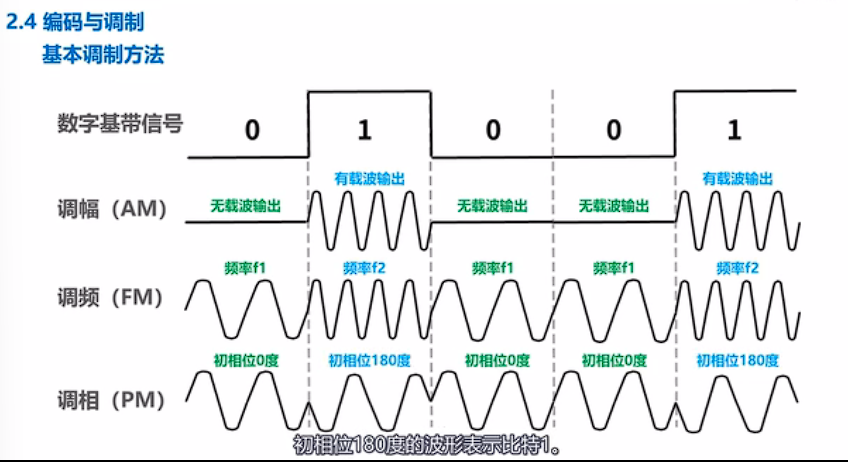 2.4 编码与调制
基本调制方法
数字基带信号 0 1 0 0 1
有载波输出 有载波输出
调幅（AM） 无载波输出 无载波输出 无载波输出
频率f1 频率f2 频率f1 频率f1 频率f2
调频（FM）
初相位0度 初相位180度 初相位0度 初相位0度 初相位180度
调相（PM）
初相位180度的波形表示比特1。